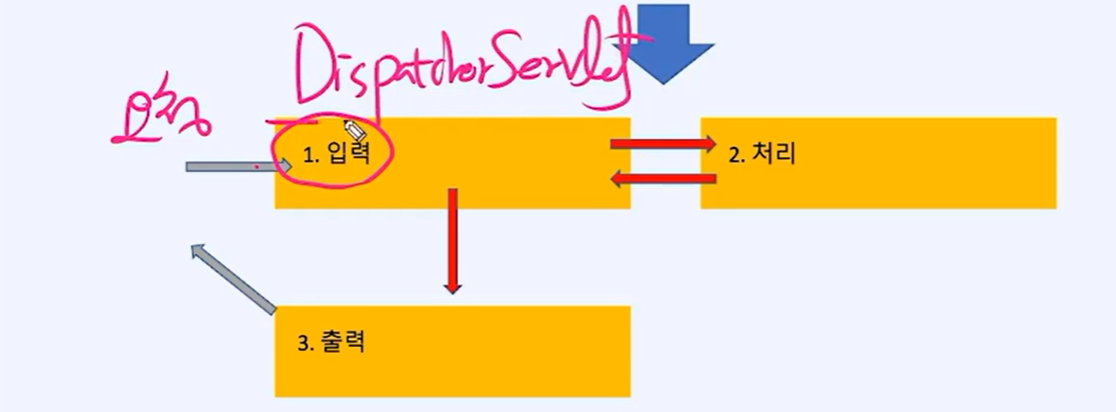 DispatcherServlet
요청
1. 입력
2. 처리
3. 출력